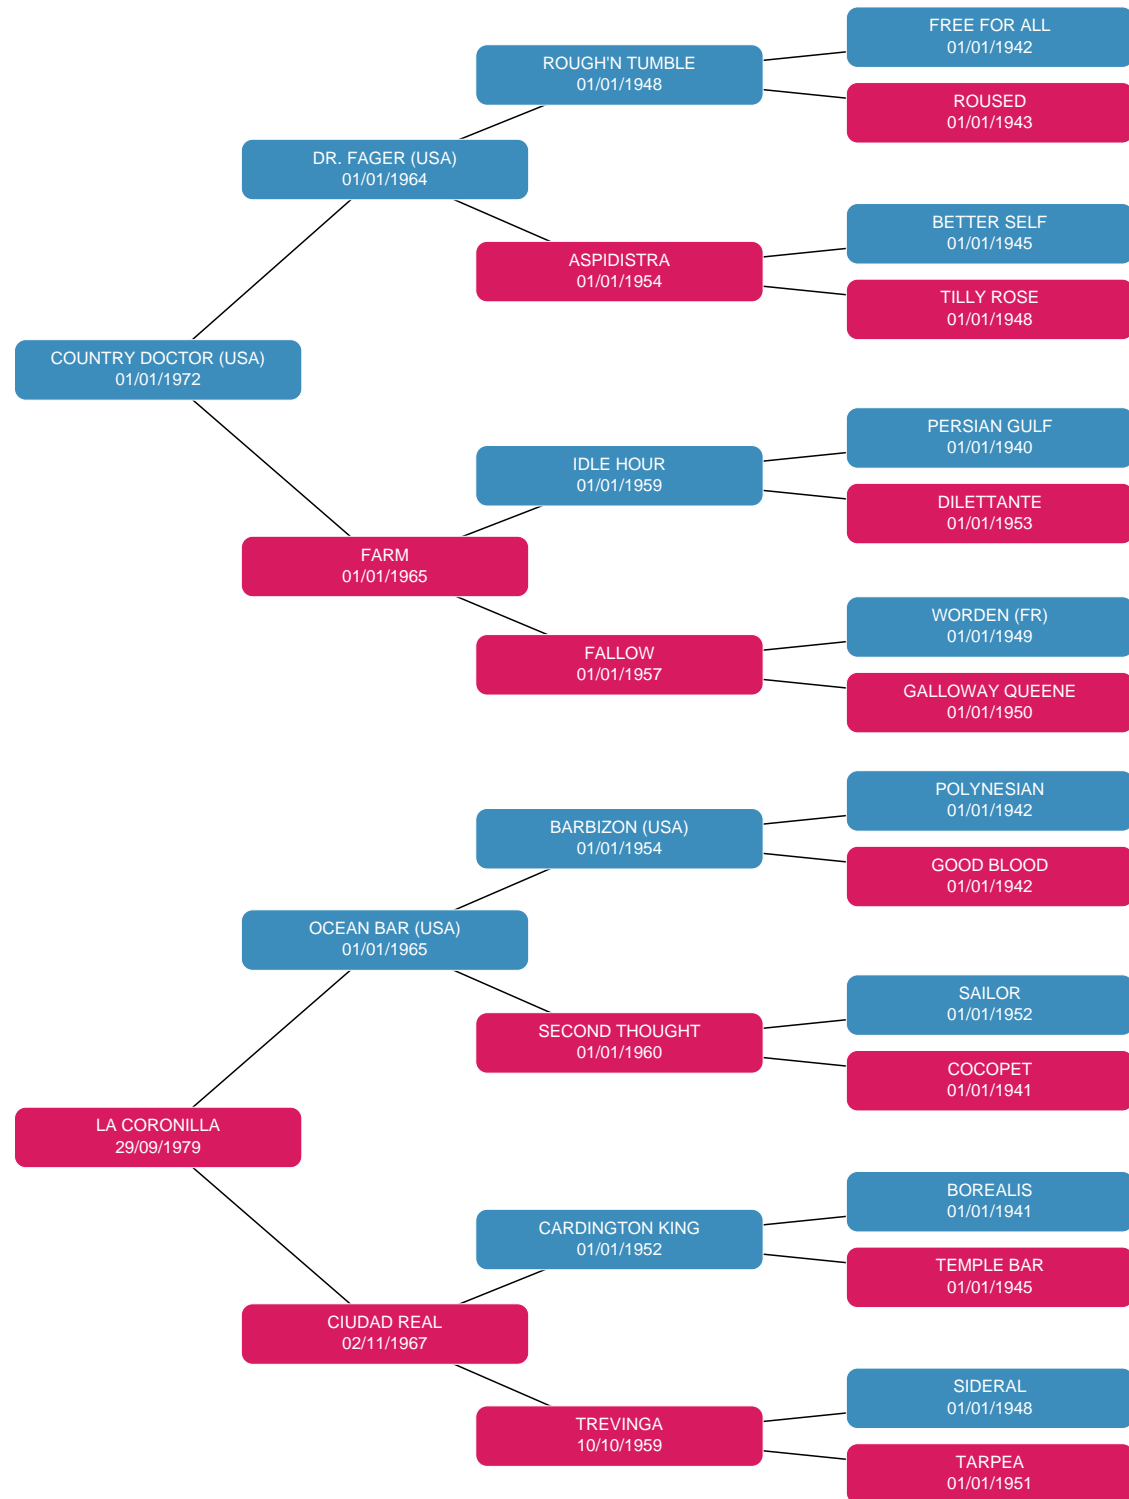 FREE FOR ALL
01/01/1942
ROUGH'N TUMBLE
01/01/1948
ROUSED
01/01/1943
DR. FAGER (USA)
01/01/1964
BETTER SELF
01/01/1945
ASPIDISTRA
01/01/1954
TILLY ROSE
01/01/1948
COUNTRY DOCTOR (USA)
01/01/1972
PERSIAN GULF
01/01/1940
IDLE HOUR
01/01/1959
DILETTANTE
01/01/1953
FARM
01/01/1965
WORDEN (FR)
01/01/1949
FALLOW
01/01/1957
GALLOWAY QUEENE
01/01/1950
POLYNESIAN
01/01/1942
BARBIZON (USA)
01/01/1954
GOOD BLOOD
01/01/1942
OCEAN BAR (USA)
01/01/1965
SAILOR
01/01/1952
SECOND THOUGHT
01/01/1960
COCOPET
01/01/1941
LA CORONILLA
29/09/1979
BOREALIS
01/01/1941
CARDINGTON KING
01/01/1952
TEMPLE BAR
01/01/1945
CIUDAD REAL
02/11/1967
SIDERAL
01/01/1948
TREVINGA
10/10/1959
TARPEA
01/01/1951